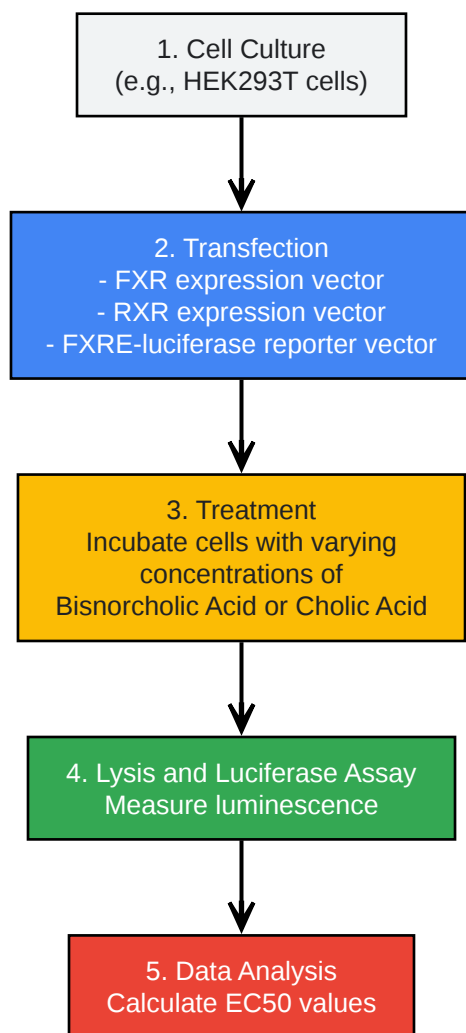 1. Cell Culture
(e.g., HEK293T cells)
2. Transfection
- FXR expression vector
- RXR expression vector
- FXRE-luciferase reporter vector
3. Treatment
Incubate cells with varying
concentrations of
Bisnorcholic Acid or Cholic Acid
4. Lysis and Luciferase Assay
Measure luminescence
5. Data Analysis
Calculate EC50 values